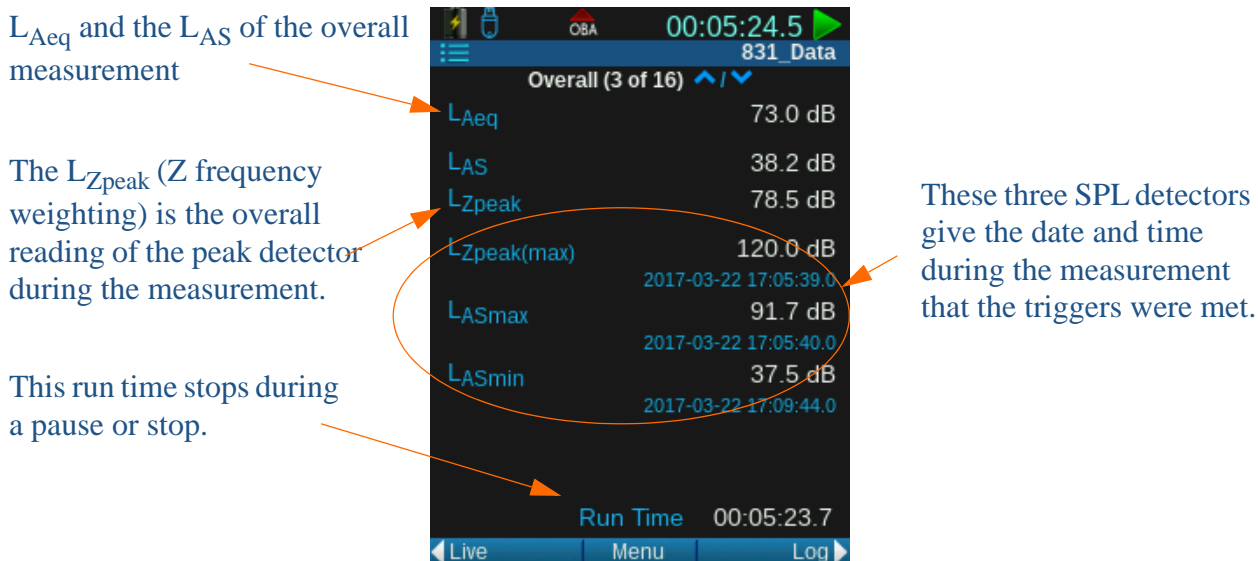 LAeq and the LAS of the overall
measurement
The LZpeak (Z frequency
weighting) is the overall
reading of the peak detector
during the measurement.
This run time stops during
a pause or stop.
OBA 00:05:24.5
831_Data
Overall (3 of 16) /
LAeq 73.0 dB
LAS 38.2 dB
LZpeak 78.5 dB
LZpeak(max) 120.0 dB
2017-03-22 17:05:39.0
LASmax 91.7 dB
2017-03-22 17:05:40.0
LASmin 37.5 dB
2017-03-22 17:09:44.0
Run Time 00:05:23.7
Live Menu Log
These three SPL detectors
give the date and time
during the measurement
that the triggers were met.